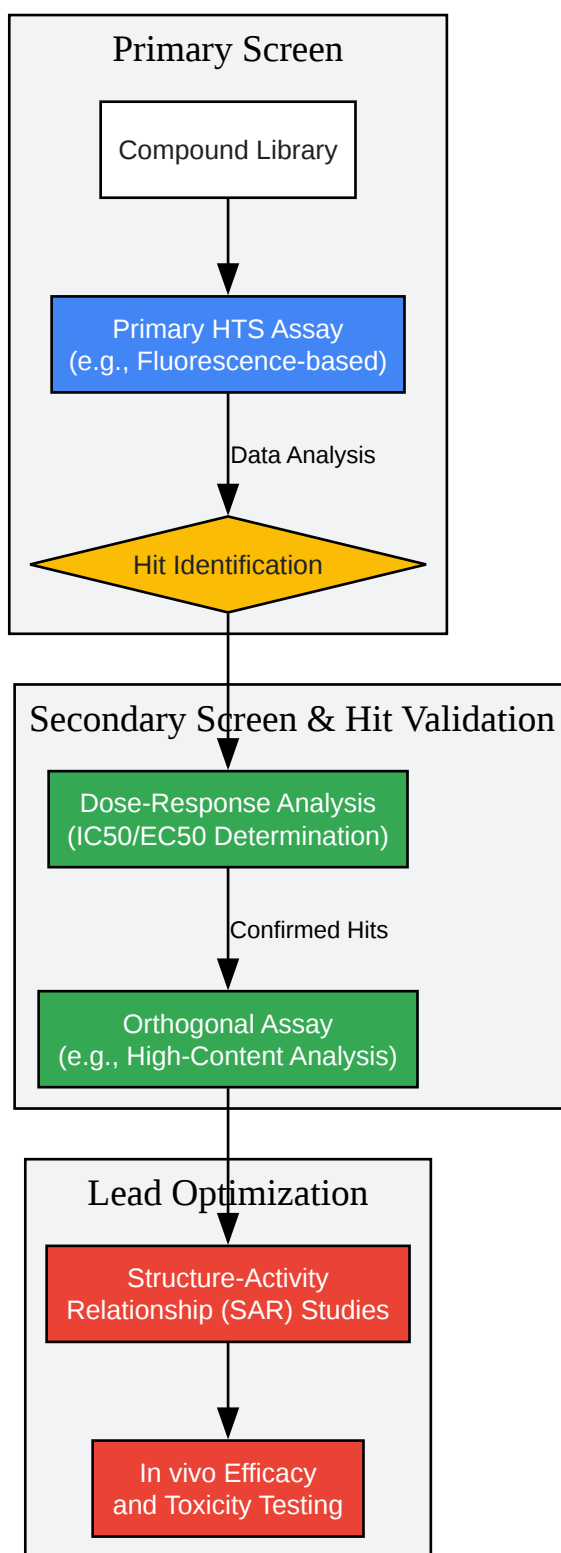 Primary Screen
Compound Library
Primary HTS Assay
(e.g., Fluorescence-based)
Data Analysis
Hit Identification
Secondary Screen & Hit Validation
Dose-Response Analysis
(IC50/EC50 Determination)
Confirmed Hits
Orthogonal Assay
(e.g., High-Content Analysis)
Lead Optimization
Structure-Activity
Relationship (SAR) Studies
In vivo Efficacy
and Toxicity Testing